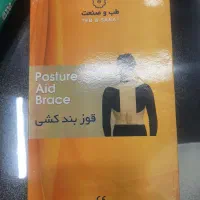 طب و صنعت
Posture
Aid
Brace
قوز بند کشی